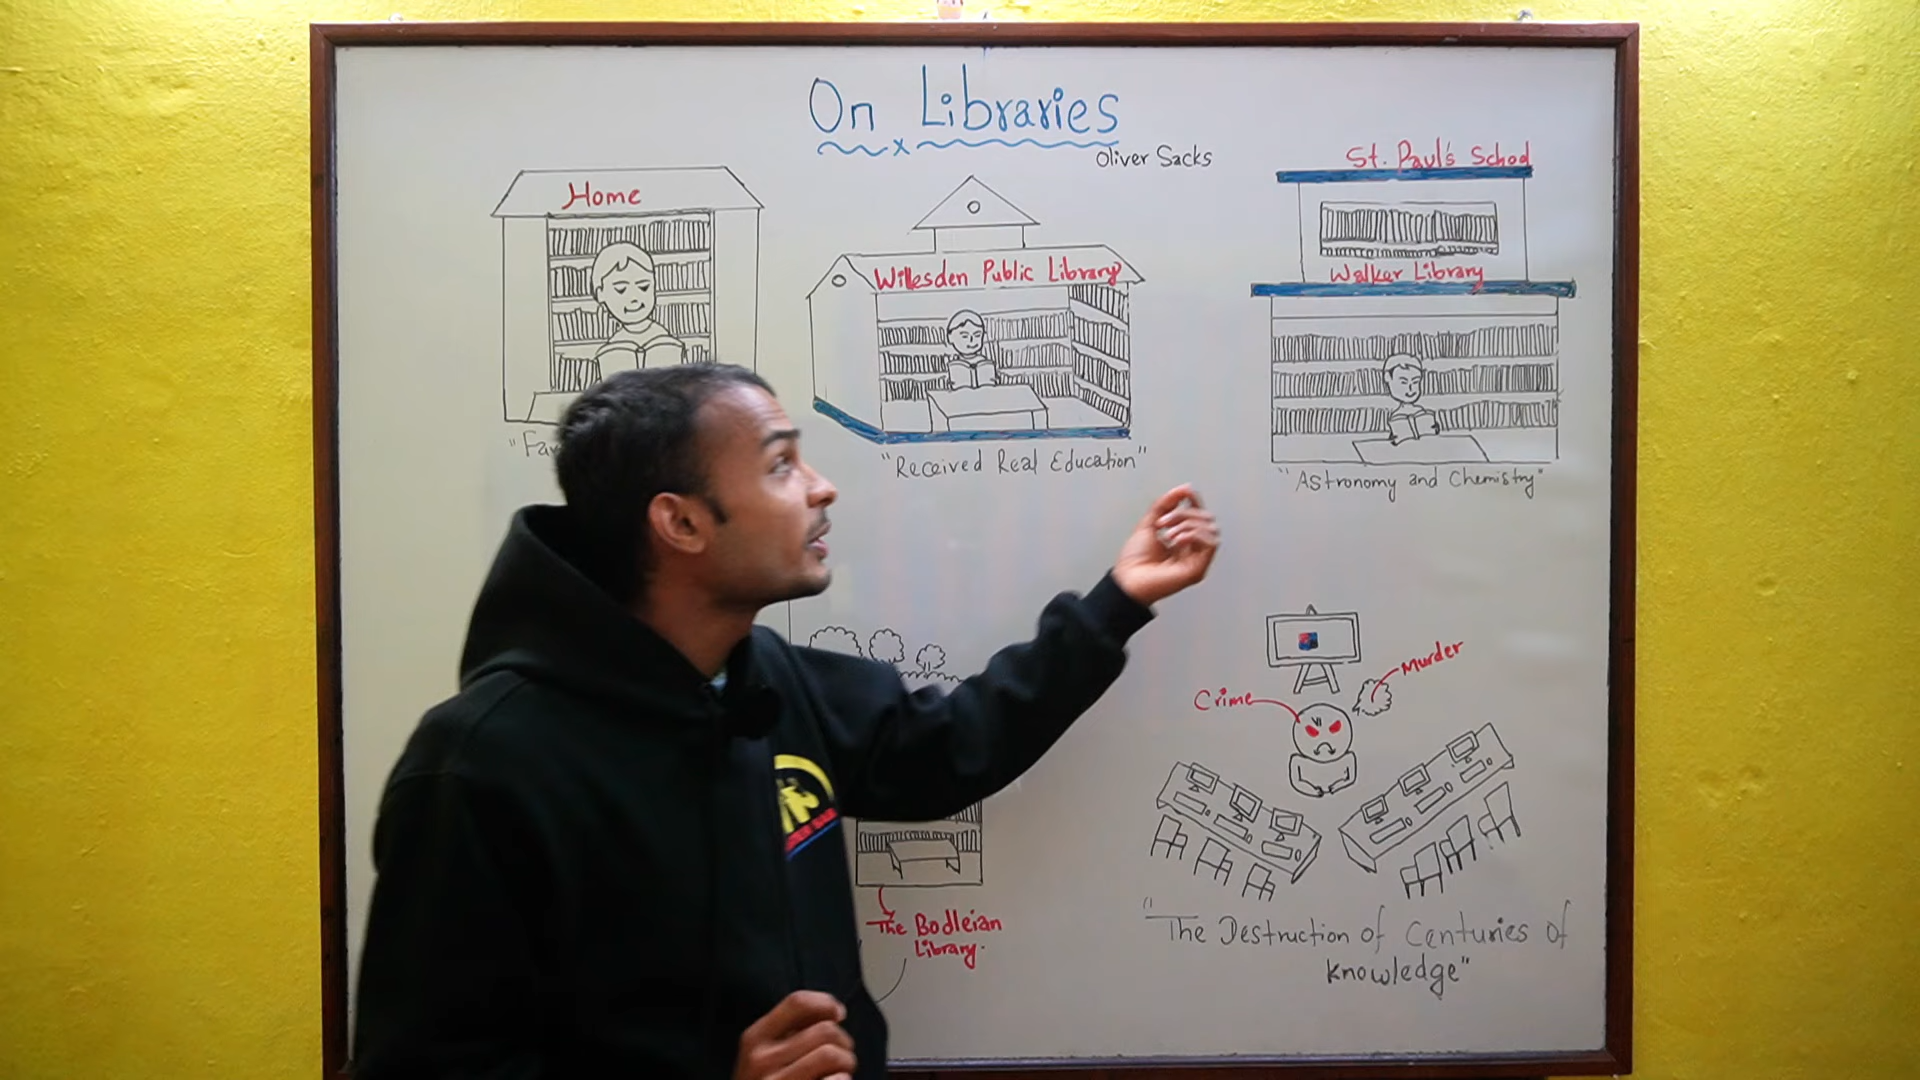 On Libraries
Oliver Sacks
Home
Willesden Public Library
"Received Real Education"
St. Paul's School
Walker Library
"Astronomy and Chemistry"
Crime
Murder
The Bodleian
Library.
"The Destruction of Centuries of
Knowledge"